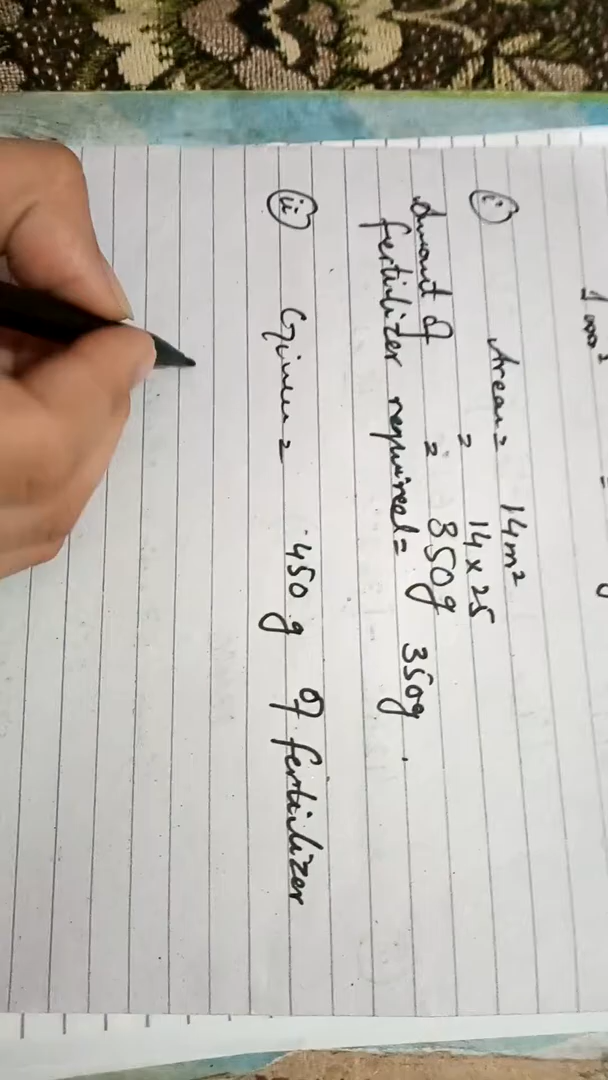 (i) Area = 14m²
= 14 x 25
= 350g
Amount of
fertilizer required = 350g.
(ii) Given = 450 g of fertilizer